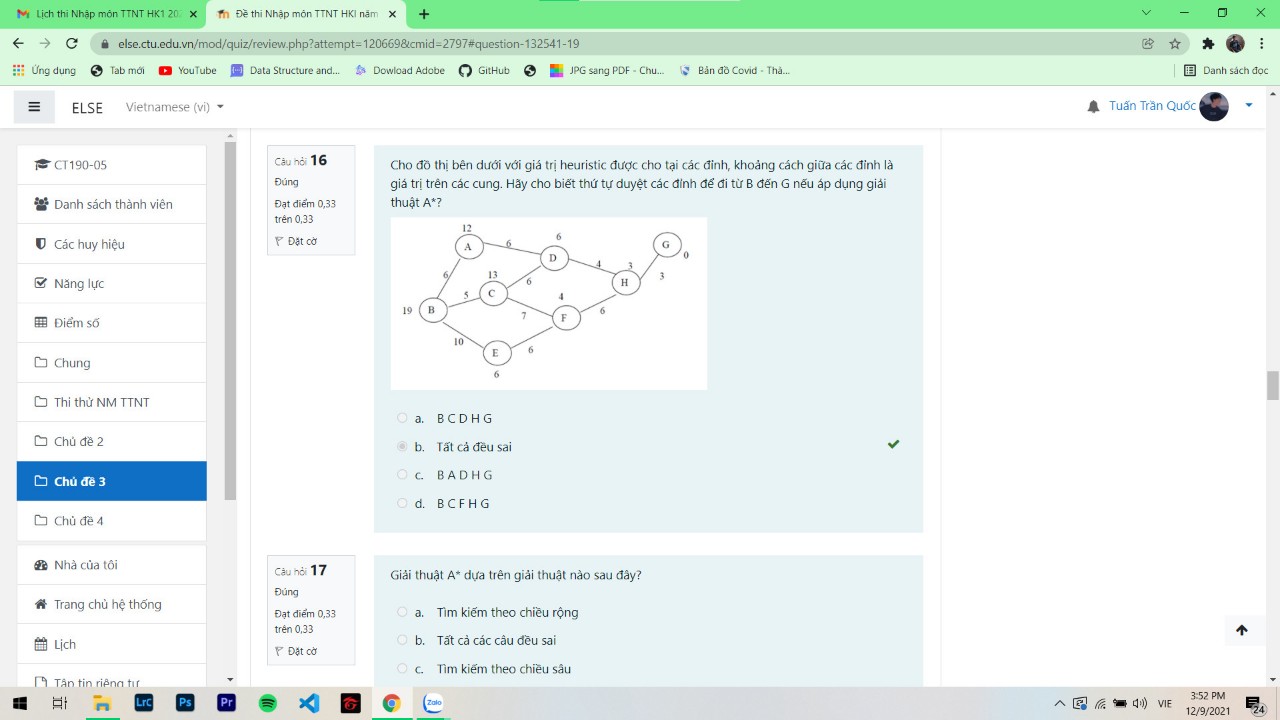 Lịch thi Nhập môn TTNT HK1 202
Đề thi Nhập môn TTNT HKI năm
else.ctu.edu.vn/mod/quiz/review.php?attempt=120669&cmid=2797#question-132541-19
Ứng dụng
Tab mới
YouTube
Data Structure and...
Dowload Adobe
GitHub
JPG sang PDF - Chu...
Bản đồ Covid - Thả...
Danh sách đọc
ELSE
Vietnamese (vi)
Tuấn Trần Quốc
CT190-05
Danh sách thành viên
Các huy hiệu
Năng lực
Điểm số
Chung
Thi thử NM TTNT
Chủ đề 2
Chủ đề 3
Chủ đề 4
Nhà của tôi
Trang chủ hệ thống
Lịch
Tập tin riêng tư
Câu hỏi 16
Đúng
Đạt điểm 0,33
trên 0,33
Đặt cờ
Cho đồ thị bên dưới với giá trị heuristic được cho tại các đỉnh, khoảng cách giữa các đỉnh là
giá trị trên các cung. Hãy cho biết thứ tự duyệt các đỉnh để đi từ B đến G nếu áp dụng giải
thuật A*?
12
A
6
6
D
G
0
6
13
C
6
4
3
H
3
19
B
5
7
4
F
6
10
E
6
6
a. B C D H G
b. Tất cả đều sai
c. B A D H G
d. B C F H G
Câu hỏi 17
Đúng
Đạt điểm 0,33
trên 0,33
Đặt cờ
Giải thuật A* dựa trên giải thuật nào sau đây?
a. Tìm kiếm theo chiều rộng
b. Tất cả các câu đều sai
c. Tìm kiếm theo chiều sâu
LrC
Ps
Pr
Zalo
VIE
3:52 PM
12/9/2021
24